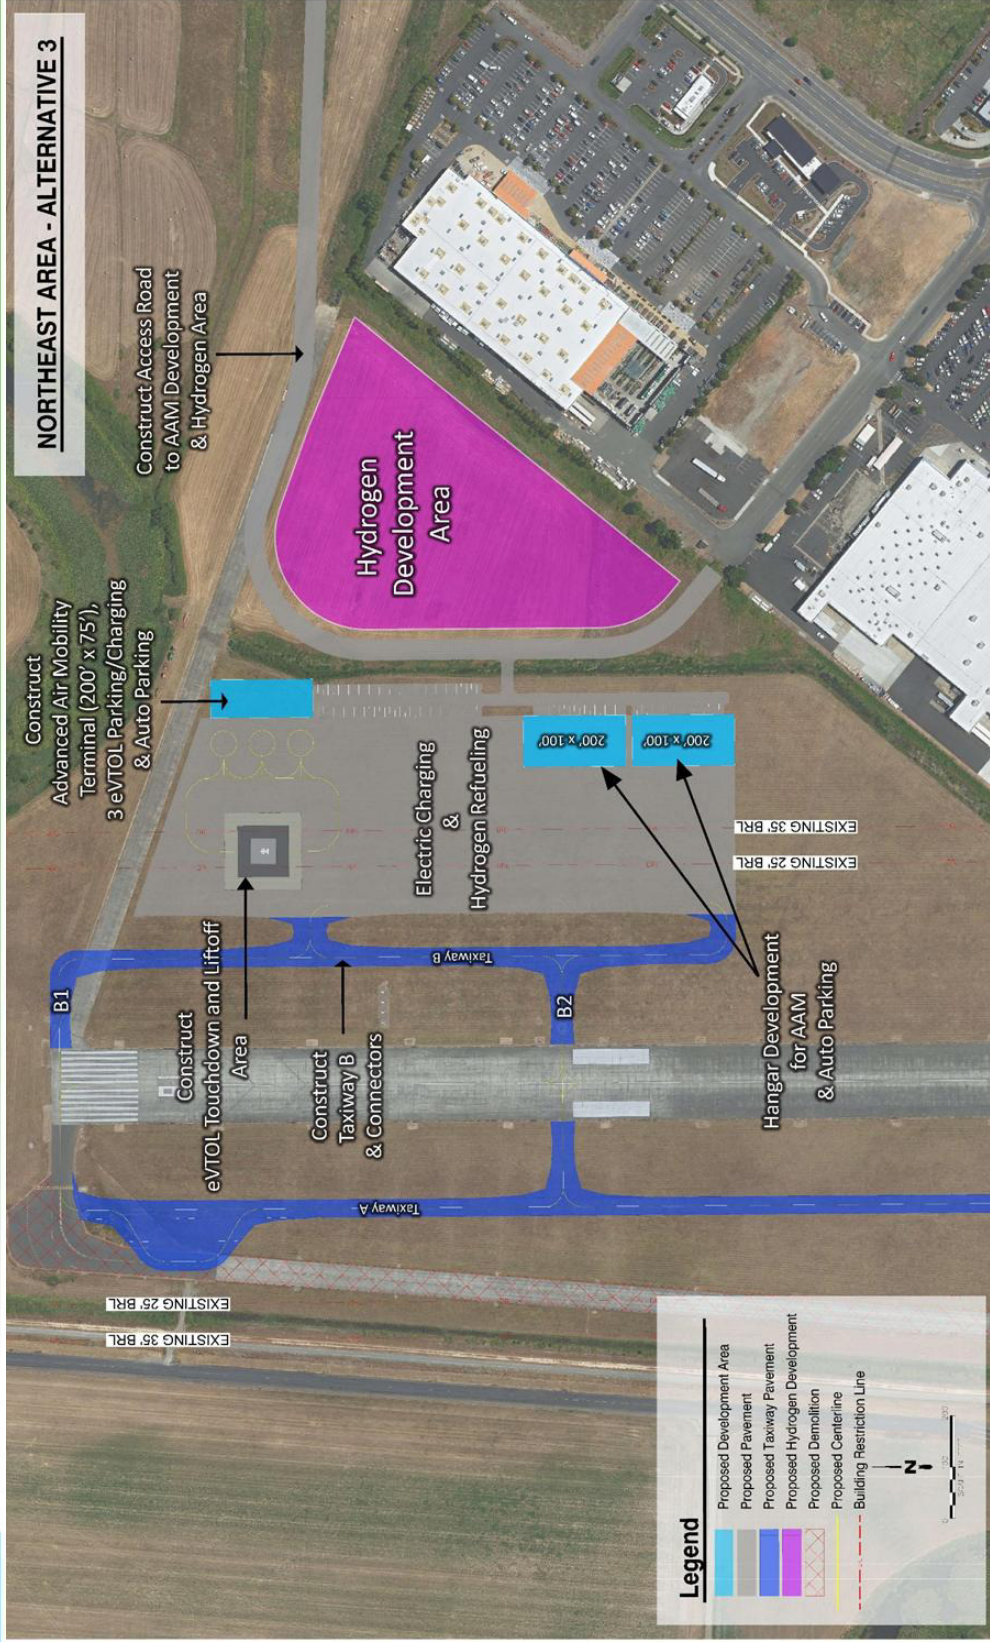 NORTHEAST AREA - ALTERNATIVE 3
Construct Access Road
to AAM Development
& Hydrogen Area
Construct
Advanced Air Mobility
Terminal (200' x 75'),
3 eVTOL Parking/Charging
& Auto Parking
Hydrogen
Development
Area
Electric Charging
&
Hydrogen Refueling
200' x 100'
200' x 100'
EXISTING 35' BRL
EXISTING 25' BRL
B1
Taxiway B
B2
Construct
eVTOL Touchdown and Liftoff
Area
Construct
Taxiway B
& Connectors
Hangar Development
for AAM
& Auto Parking
Taxiway A
EXISTING 25' BRL
EXISTING 35' BRL
Legend
Proposed Development Area
Proposed Pavement
Proposed Taxiway Pavement
Proposed Hydrogen Development
Proposed Demolition
Proposed Centerline
Building Restriction Line
N
0 100 200